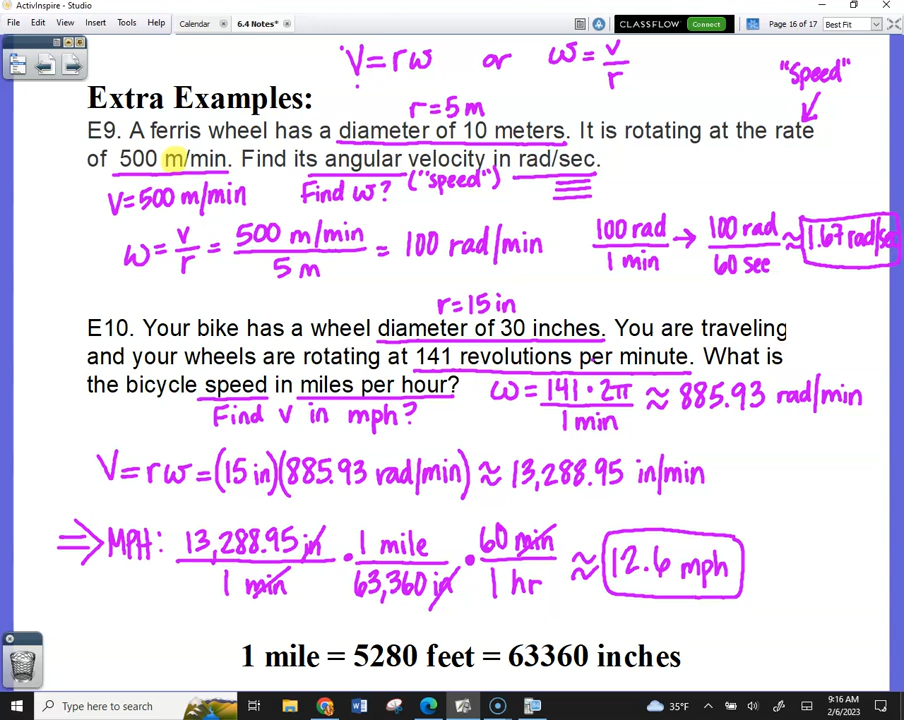 ActivInspire - Studio
File Edit View Insert Tools Help
Calendar
6.4 Notes*
CLASSFLOW Connect
Page 16 of 17
Best Fit
V = rω or ω = v/r
"Speed"
Extra Examples:
r = 5 m
E9. A ferris wheel has a diameter of 10 meters. It is rotating at the rate
of 500 m/min. Find its angular velocity in rad/sec.
V = 500 m/min Find ω? ("speed")
ω = v/r = 500 m/min / 5 m = 100 rad/min 100 rad / 1 min → 100 rad / 60 sec ≈ 1.67 rad/sec
r = 15 in
E10. Your bike has a wheel diameter of 30 inches. You are traveling
and your wheels are rotating at 141 revolutions per minute. What is
the bicycle speed in miles per hour?
ω = 141 · 2π / 1 min ≈ 885.93 rad/min
Find v in mph?
V = rω = (15 in)(885.93 rad/min) ≈ 13,288.95 in/min
⇒ MPH: 13,288.95 in / 1 min · 1 mile / 63,360 in · 60 min / 1 hr ≈ 12.6 mph
1 mile = 5280 feet = 63360 inches
Type here to search
35°F
9:16 AM
2/6/2023